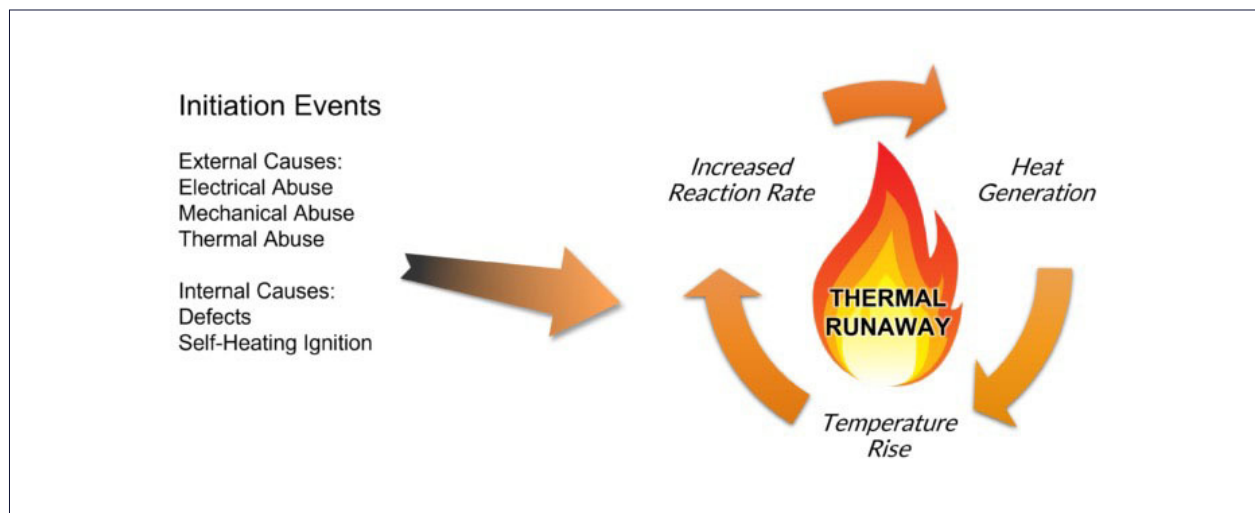 Initiation Events
External Causes:
Electrical Abuse
Mechanical Abuse
Thermal Abuse
Internal Causes:
Defects
Self-Heating Ignition
Increased
Reaction Rate
Heat
Generation
THERMAL
RUNAWAY
Temperature
Rise